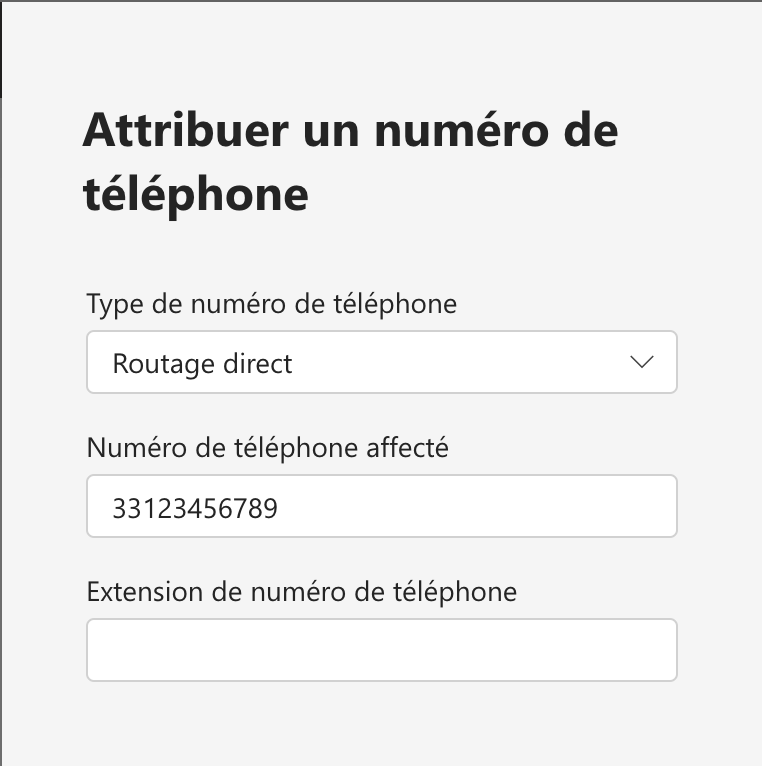 Attribuer un numéro de
téléphone
Type de numéro de téléphone
Routage direct
Numéro de téléphone affecté
33123456789
Extension de numéro de téléphone